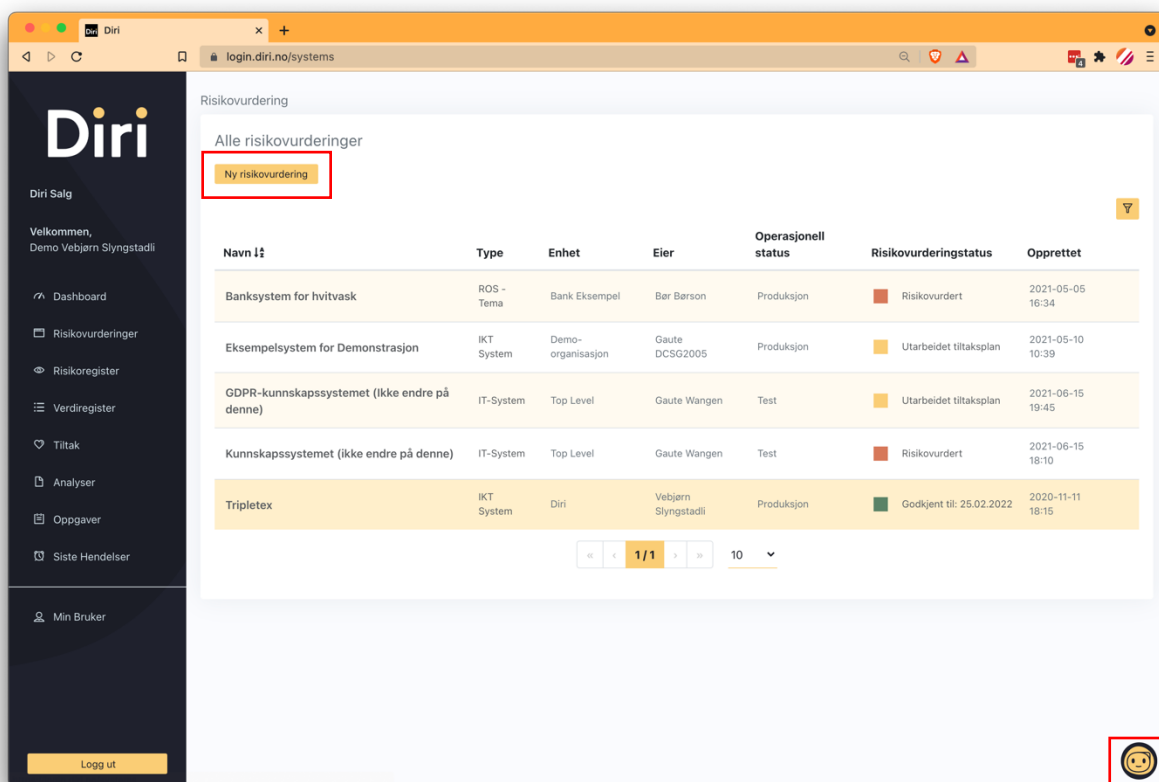 Diri Diri
login.diri.no/systems
4
Diri
Diri Salg
Velkommen,
Demo Vebjørn Slyngstadli
Dashboard
Risikovurderinger
Risikoregister
Verdiregister
Tiltak
Analyser
Oppgaver
Siste Hendelser
Min Bruker
Logg ut
Risikovurdering
Alle risikovurderinger
Ny risikovurdering
Navn Type Enhet Eier Operasjonell status Risikovurderingstatus Opprettet
Banksystem for hvitvask ROS - Tema Bank Eksempel Bør Børson Produksjon Risikovurdert 2021-05-05 16:34
Eksempelsystem for Demonstrasjon IKT System Demo-organisasjon Gaute DCSG2005 Produksjon Utarbeidet tiltaksplan 2021-05-10 10:39
GDPR-kunnskapssystemet (Ikke endre på denne) IT-System Top Level Gaute Wangen Test Utarbeidet tiltaksplan 2021-06-15 19:45
Kunnskapssystemet (ikke endre på denne) IT-System Top Level Gaute Wangen Test Risikovurdert 2021-06-15 18:10
Tripletex IKT System Diri Vebjørn Slyngstadli Produksjon Godkjent til: 25.02.2022 2020-11-11 18:15
« ‹ 1 / 1 › » 10